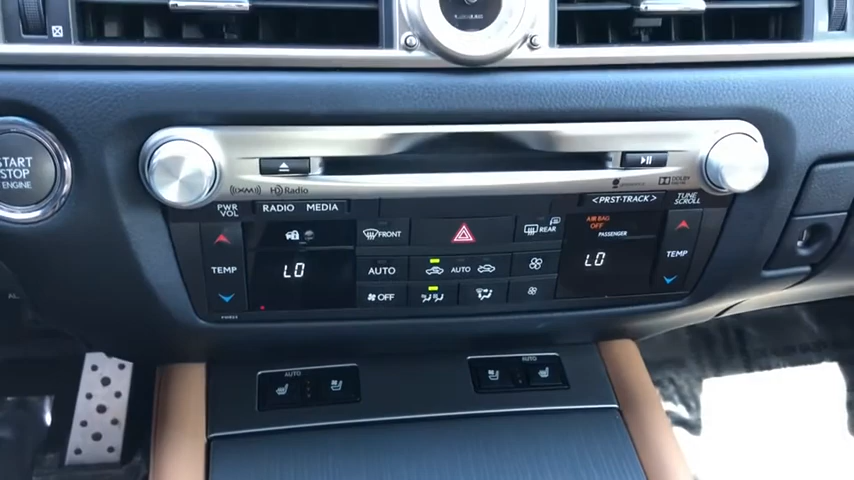 START
STOP
ENGINE
((XM))
HD Radio
DOLBY
PWR
VOL
RADIO MEDIA
<PRST·TRACK>
TUNE
SCROLL
FRONT
REAR
AIR BAG
OFF
PASSENGER
TEMP
LO
AUTO
AUTO
LO
TEMP
OFF
AUTO
AUTO